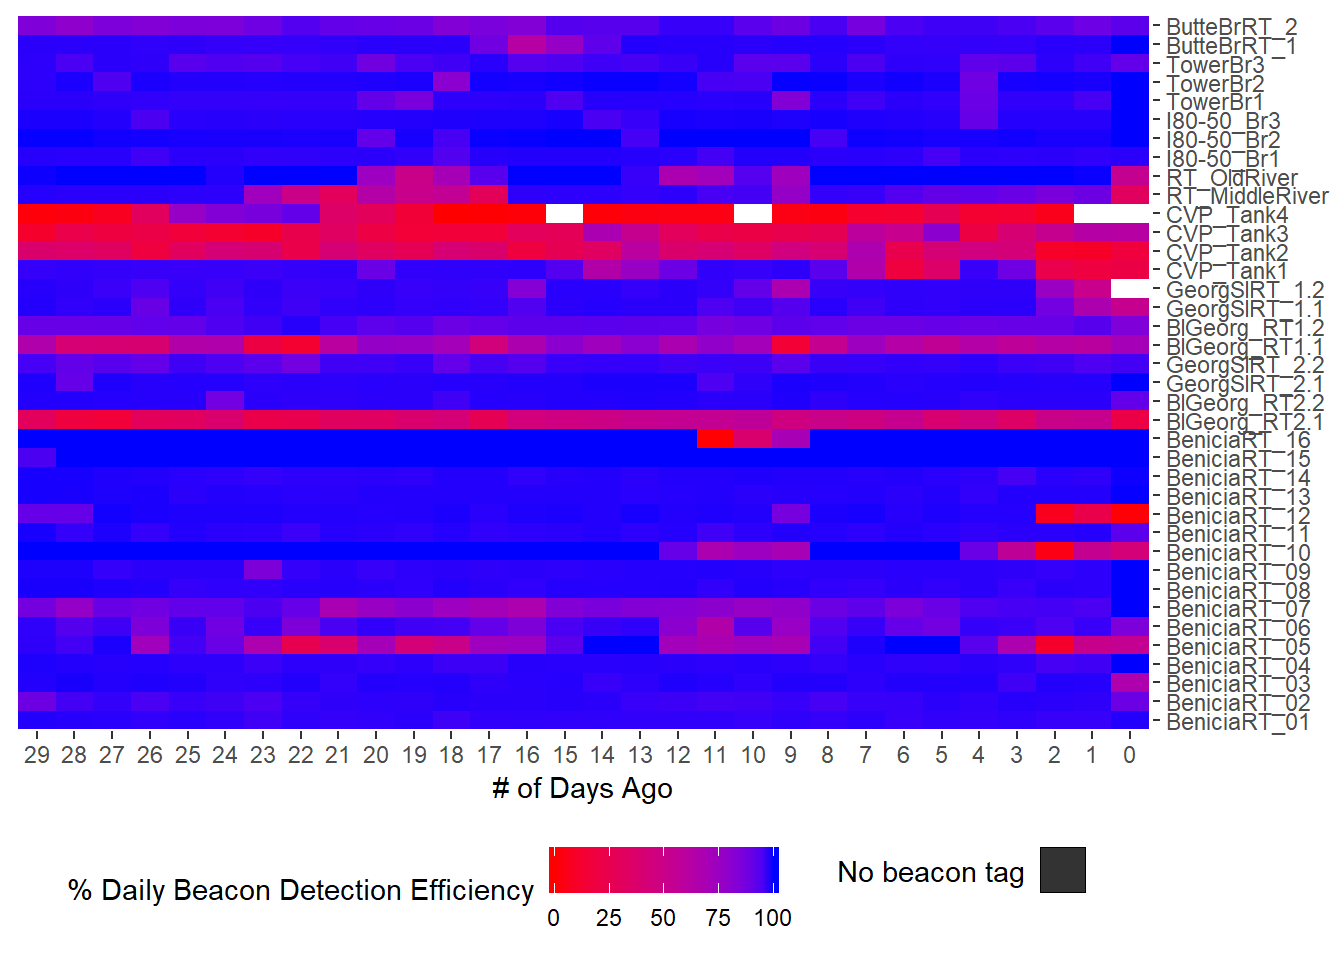 ButteBrRT_2
ButteBrRT_1
TowerBr3
TowerBr2
TowerBr1
I80-50_Br3
I80-50_Br2
I80-50_Br1
RT_OldRiver
RT_MiddleRiver
CVP_Tank4
CVP_Tank3
CVP_Tank2
CVP_Tank1
GeorgSlRT_1.2
GeorgSlRT_1.1
BlGeorg_RT1.2
BlGeorg_RT1.1
GeorgSlRT_2.2
GeorgSlRT_2.1
BlGeorg_RT2.2
BlGeorg_RT2.1
BeniciaRT_16
BeniciaRT_15
BeniciaRT_14
BeniciaRT_13
BeniciaRT_12
BeniciaRT_11
BeniciaRT_10
BeniciaRT_09
BeniciaRT_08
BeniciaRT_07
BeniciaRT_06
BeniciaRT_05
BeniciaRT_04
BeniciaRT_03
BeniciaRT_02
BeniciaRT_01
29 28 27 26 25 24 23 22 21 20 19 18 17 16 15 14 13 12 11 10 9 8 7 6 5 4 3 2 1 0
# of Days Ago
% Daily Beacon Detection Efficiency
0 25 50 75 100
No beacon tag